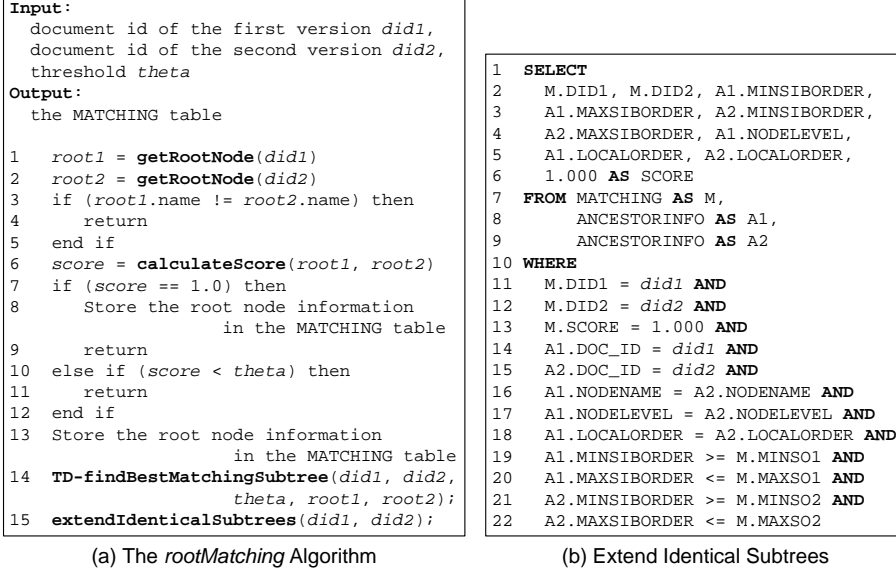 Input:
document id of the first version did1,
document id of the second version did2,
threshold theta
Output:
the MATCHING table
1 root1 = getRootNode(did1)
2 root2 = getRootNode(did2)
3 if (root1.name != root2.name) then
4 return
5 end if
6 score = calculateScore(root1, root2)
7 if (score == 1.0) then
8 Store the root node information
in the MATCHING table
9 return
10 else if (score < theta) then
11 return
12 end if
13 Store the root node information
in the MATCHING table
14 TD-findBestMatchingSubtree(did1, did2,
theta, root1, root2);
15 extendIdenticalSubtrees(did1, did2);
(a) The rootMatching Algorithm
1 SELECT
2 M.DID1, M.DID2, A1.MINSIBORDER,
3 A1.MAXSIBORDER, A2.MINSIBORDER,
4 A2.MAXSIBORDER, A1.NODELEVEL,
5 A1.LOCALORDER, A2.LOCALORDER,
6 1.000 AS SCORE
7 FROM MATCHING AS M,
8 ANCESTORINFO AS A1,
9 ANCESTORINFO AS A2
10 WHERE
11 M.DID1 = did1 AND
12 M.DID2 = did2 AND
13 M.SCORE = 1.000 AND
14 A1.DOC_ID = did1 AND
15 A2.DOC_ID = did2 AND
16 A1.NODENAME = A2.NODENAME AND
17 A1.NODELEVEL = A2.NODELEVEL AND
18 A1.LOCALORDER = A2.LOCALORDER AND
19 A1.MINSIBORDER >= M.MINSO1 AND
20 A1.MAXSIBORDER <= M.MAXSO1 AND
21 A2.MINSIBORDER >= M.MINSO2 AND
22 A2.MAXSIBORDER <= M.MAXSO2
(b) Extend Identical Subtrees